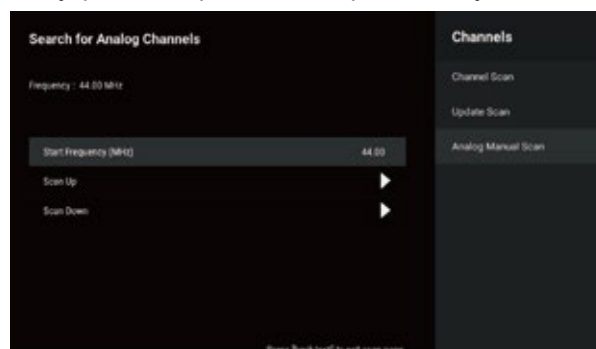 Search for Analog Channels
Frequency : 44.00 MHz
Start Frequency (MHz) 44.00
Scan Up
Scan Down
Channels
Channel Scan
Update Scan
Analog Manual Scan